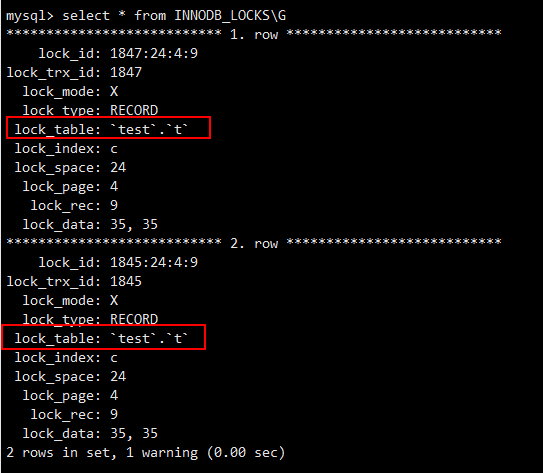 mysql> select * from INNODB_LOCKS\G
*************************** 1. row ***************************
lock_id: 1847:24:4:9
lock_trx_id: 1847
lock_mode: X
lock_type: RECORD
lock_table: `test`.`t`
lock_index: c
lock_space: 24
lock_page: 4
lock_rec: 9
lock_data: 35, 35
*************************** 2. row ***************************
lock_id: 1845:24:4:9
lock_trx_id: 1845
lock_mode: X
lock_type: RECORD
lock_table: `test`.`t`
lock_index: c
lock_space: 24
lock_page: 4
lock_rec: 9
lock_data: 35, 35
2 rows in set, 1 warning (0.00 sec)